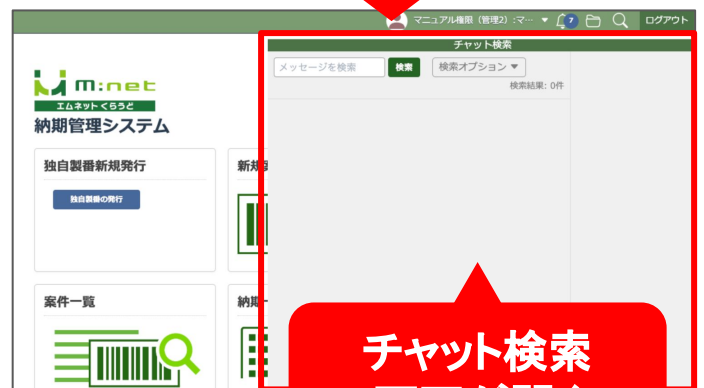 マニュアル権限（管理2）:マ… ▼
7
ログアウト
チャット検索
メッセージを検索
検索
検索オプション ▼
検索結果: 0件
m:net
エムネットくらうど
納期管理システム
独自製番新規発行
新規
独自製番の発行
案件一覧
納期一
チャット検索